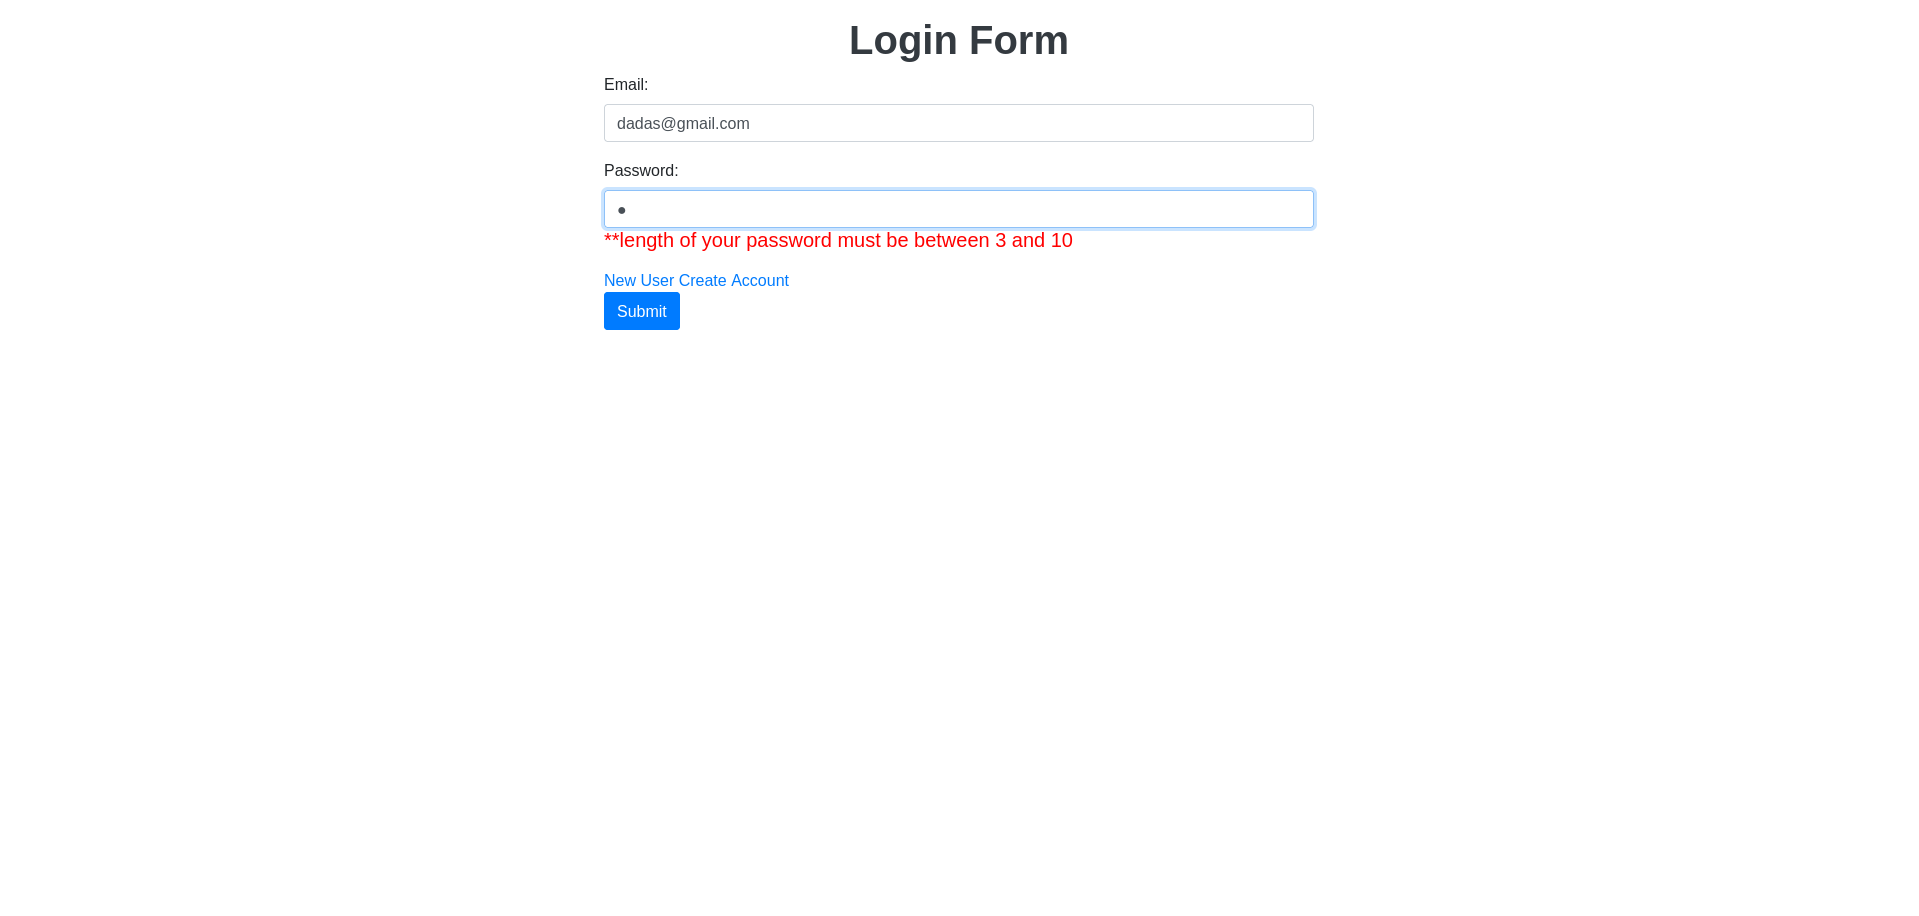 Login Form
Email:
dadas@gmail.com
Password:
●
**length of your password must be between 3 and 10
New User Create Account
Submit